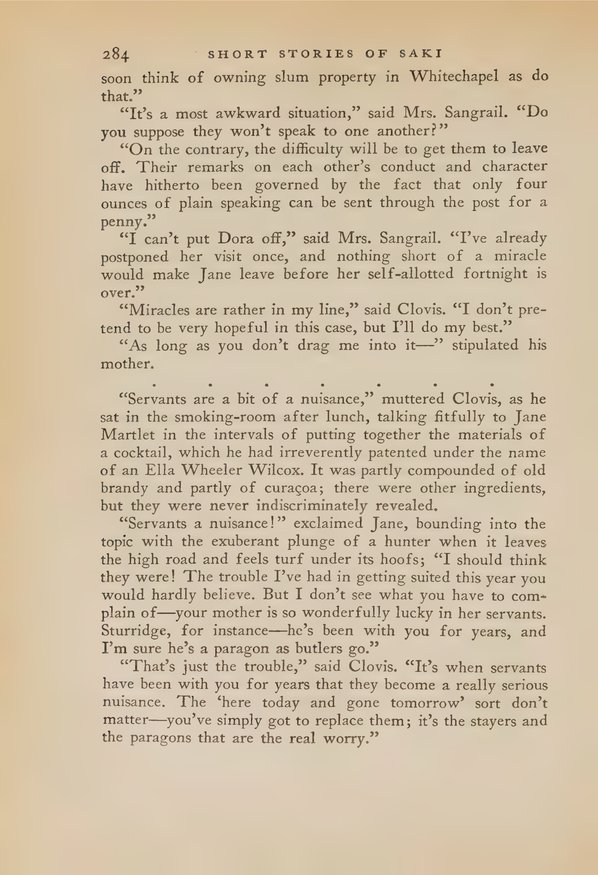 284 SHORT STORIES OF SAKI
soon think of owning slum property in Whitechapel as do
that.”
“It’s a most awkward situation,” said Mrs. Sangrail. “Do
you suppose they won’t speak to one another?”
“On the contrary, the difficulty will be to get them to leave
off. Their remarks on each other’s conduct and character
have hitherto been governed by the fact that only four
ounces of plain speaking can be sent through the post for a
penny.”
“I can’t put Dora off,” said Mrs. Sangrail. “I’ve already
postponed her visit once, and nothing short of a miracle
would make Jane leave before her self-allotted fortnight is
over.”
“Miracles are rather in my line,” said Clovis. “I don’t pre-
tend to be very hopeful in this case, but I’ll do my best.”
“As long as you don’t drag me into it—” stipulated his
mother.
. . . . . . .
“Servants are a bit of a nuisance,” muttered Clovis, as he
sat in the smoking-room after lunch, talking fitfully to Jane
Martlet in the intervals of putting together the materials of
a cocktail, which he had irreverently patented under the name
of an Ella Wheeler Wilcox. It was partly compounded of old
brandy and partly of curaçoa; there were other ingredients,
but they were never indiscriminately revealed.
“Servants a nuisance!” exclaimed Jane, bounding into the
topic with the exuberant plunge of a hunter when it leaves
the high road and feels turf under its hoofs; “I should think
they were! The trouble I’ve had in getting suited this year you
would hardly believe. But I don’t see what you have to com-
plain of—your mother is so wonderfully lucky in her servants.
Sturridge, for instance—he’s been with you for years, and
I’m sure he’s a paragon as butlers go.”
“That’s just the trouble,” said Clovis. “It’s when servants
have been with you for years that they become a really serious
nuisance. The ‘here today and gone tomorrow’ sort don’t
matter—you’ve simply got to replace them; it’s the stayers and
the paragons that are the real worry.”